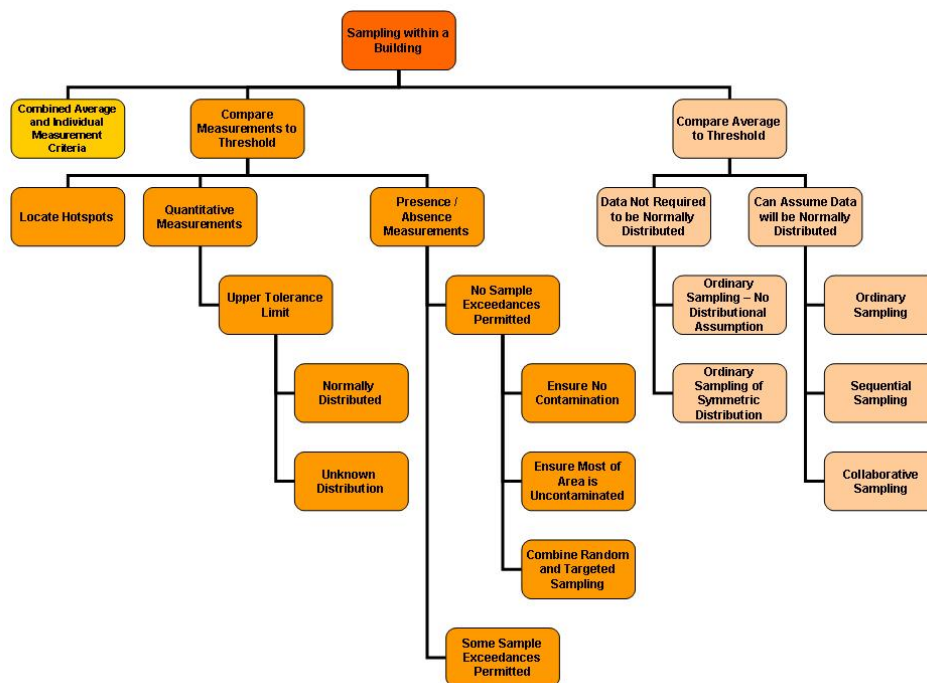 Sampling within a
Building
Combined Average
and Individual
Measurement
Criteria
Compare
Measurements to
Threshold
Compare Average
to Threshold
Locate Hotspots
Quantitative
Measurements
Presence /
Absence
Measurements
Data Not Required
to be Normally
Distributed
Can Assume Data
will be Normally
Distributed
Upper Tolerance
Limit
No Sample
Exceedances
Permitted
Ordinary
Sampling – No
Distributional
Assumption
Ordinary
Sampling
Normally
Distributed
Ensure No
Contamination
Ordinary
Sampling of
Symmetric
Distribution
Sequential
Sampling
Unknown
Distribution
Ensure Most of
Area is
Uncontaminated
Collaborative
Sampling
Combine Random
and Targeted
Sampling
Some Sample
Exceedances
Permitted